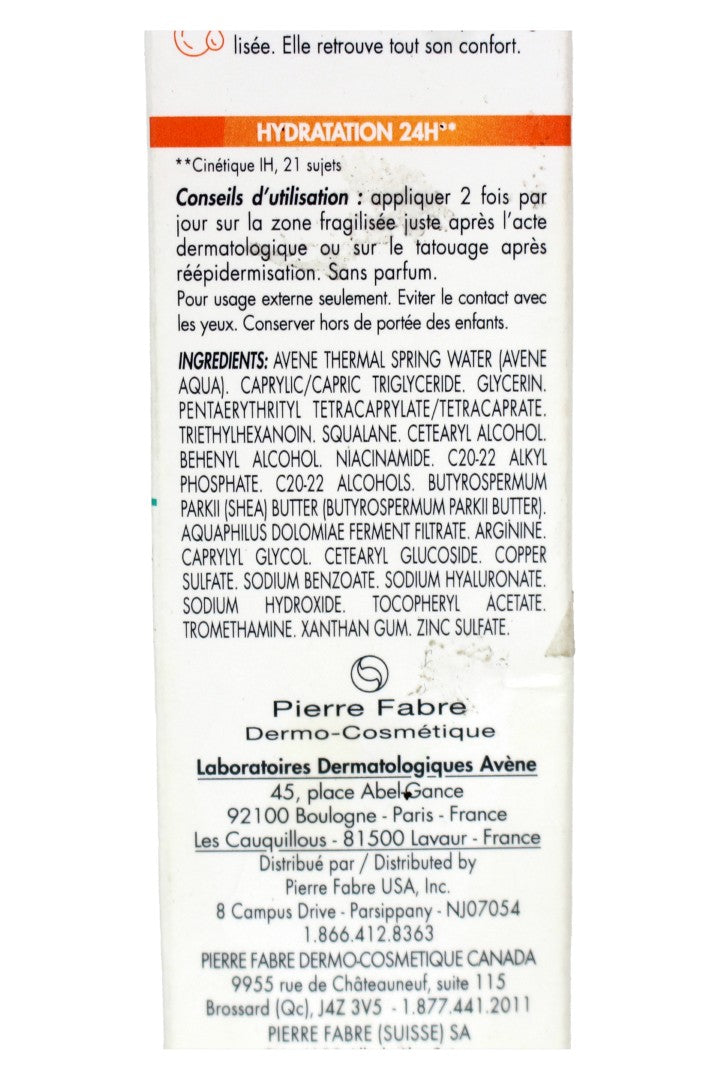 lisée. Elle retrouve tout son confort.
HYDRATATION 24H**
**Cinétique IH, 21 sujets
Conseils d'utilisation : appliquer 2 fois par
jour sur la zone fragilisée juste après l'acte
dermatologique ou sur le tatouage après
réépidermisation. Sans parfum.
Pour usage externe seulement. Eviter le contact avec
les yeux. Conserver hors de portée des enfants.
INGREDIENTS: AVENE THERMAL SPRING WATER (AVENE
AQUA). CAPRYLIC/CAPRIC TRIGLYCERIDE. GLYCERIN.
PENTAERYTHRITYL TETRACAPRYLATE/TETRACAPRATE.
TRIETHYLHEXANOIN. SQUALANE. CETEARYL ALCOHOL.
BEHENYL ALCOHOL. NIACINAMIDE. C20-22 ALKYL
PHOSPHATE. C20-22 ALCOHOLS. BUTYROSPERMUM
PARKII (SHEA) BUTTER (BUTYROSPERMUM PARKII BUTTER).
AQUAPHILUS DOLOMIAE FERMENT FILTRATE. ARGININE.
CAPRYLYL GLYCOL. CETEARYL GLUCOSIDE. COPPER
SULFATE. SODIUM BENZOATE. SODIUM HYALURONATE.
SODIUM HYDROXIDE. TOCOPHERYL ACETATE.
TROMETHAMINE. XANTHAN GUM. ZINC SULFATE.
Pierre Fabre
Dermo-Cosmétique
Laboratoires Dermatologiques Avène
45, place Abel-Gance
92100 Boulogne - Paris - France
Les Cauquillous - 81500 Lavaur - France
Distribué par / Distributed by
Pierre Fabre USA, Inc.
8 Campus Drive - Parsippany - NJ07054
1.866.412.8363
PIERRE FABRE DERMO-COSMETIQUE CANADA
9955 rue de Châteauneuf, suite 115
Brossard (Qc), J4Z 3V5 - 1.877.441.2011
PIERRE FABRE (SUISSE) SA